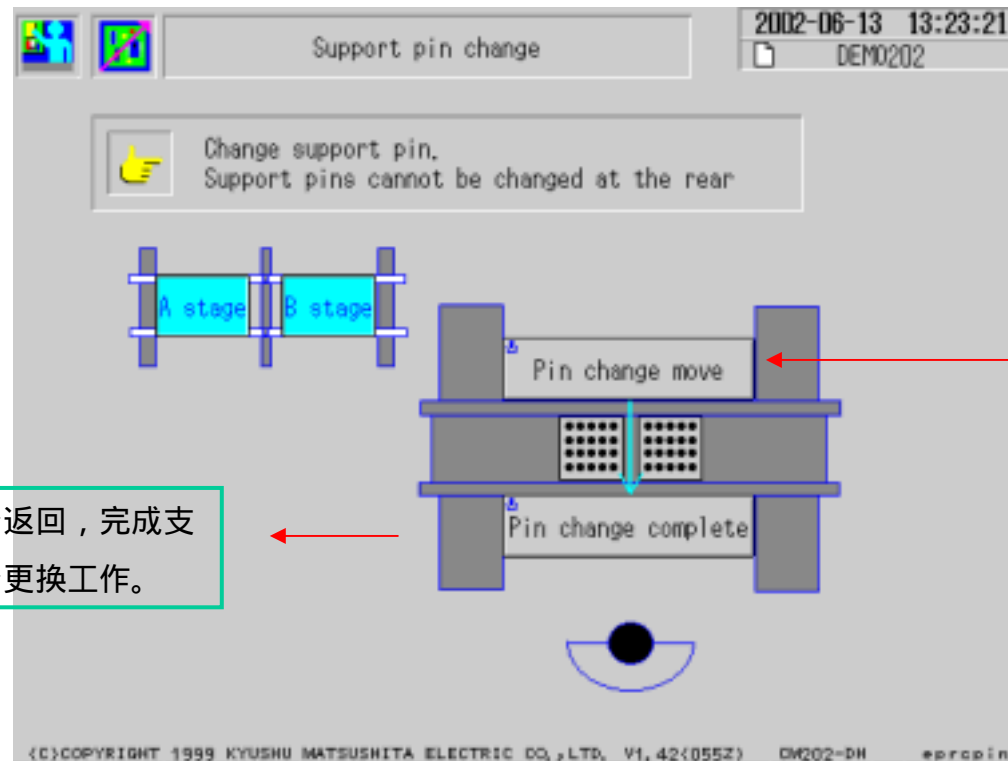 Support pin change
2002-06-13 13:23:21
DEMO202
Change support pin,
Support pins cannot be changed at the rear
A stage
B stage
Pin change move
返回，完成支
更换工作。
Pin change complete
(C)COPYRIGHT 1999 KYUSHU MATSUSHITA ELECTRIC CO.,LTD. V1.42(055Z) CM202-DH eprcpin